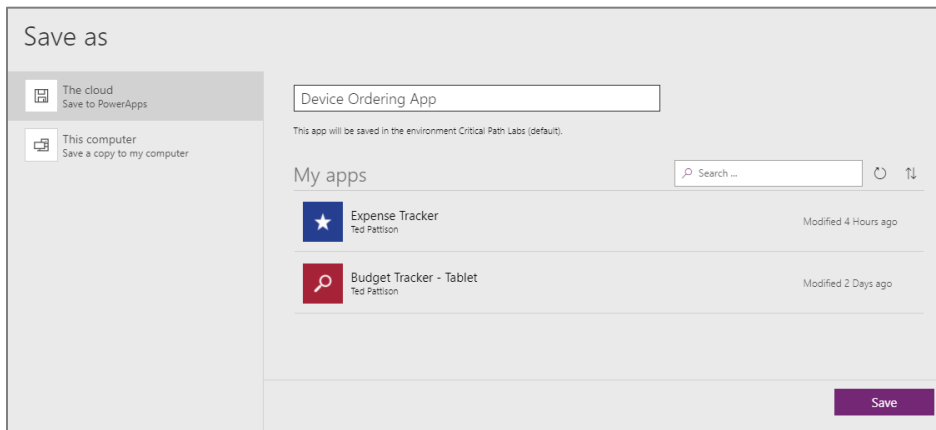 Save as
The cloud
Save to PowerApps
This computer
Save a copy to my computer
Device Ordering App
This app will be saved in the environment Critical Path Labs (default).
My apps
Search ...
Expense Tracker
Ted Pattison
Modified 4 Hours ago
Budget Tracker - Tablet
Ted Pattison
Modified 2 Days ago
Save